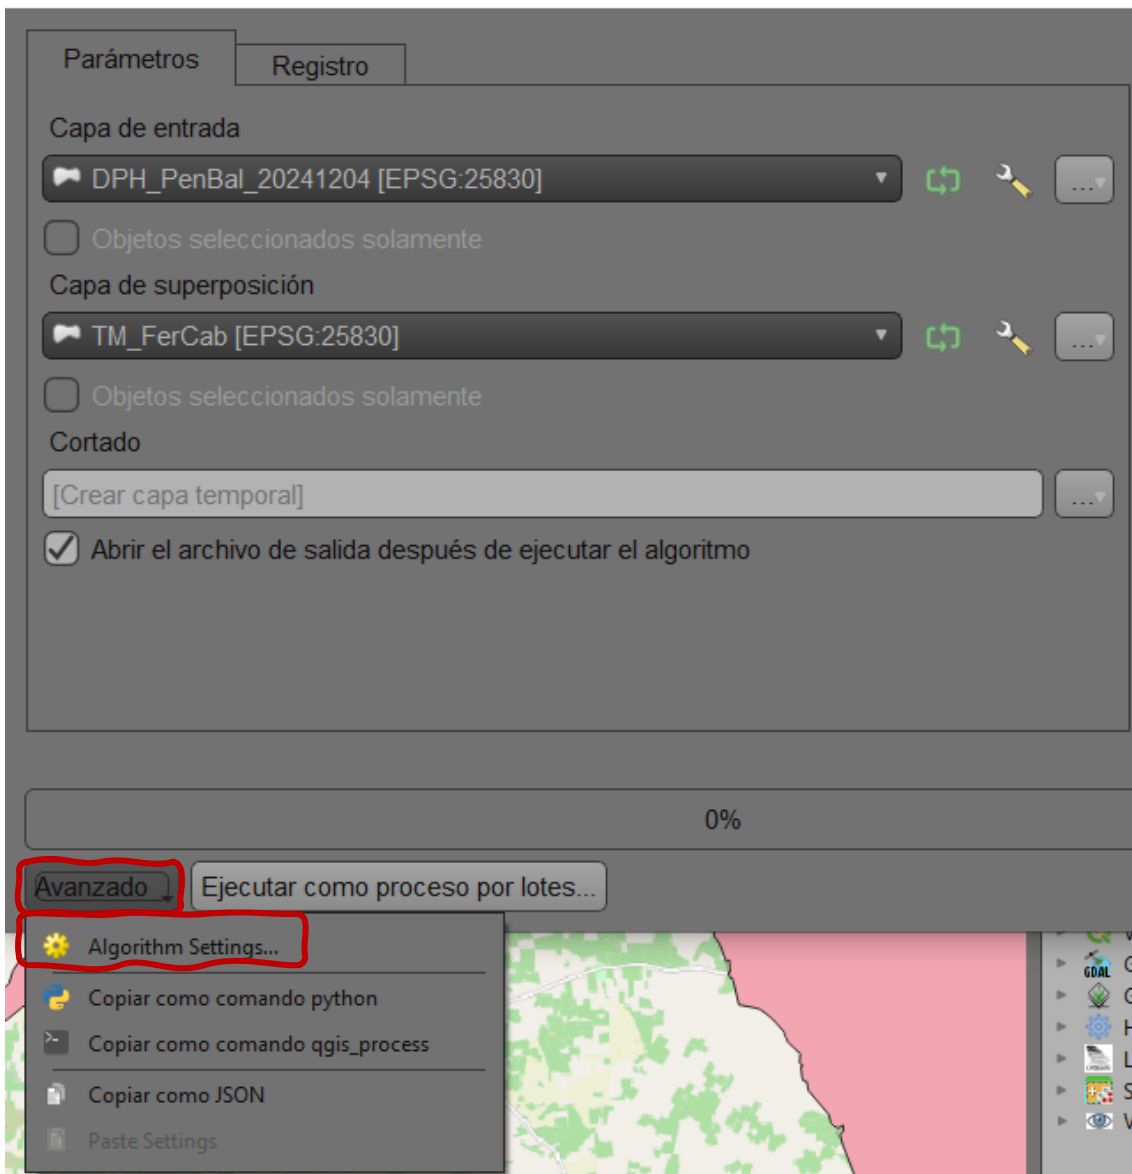 Parámetros
Registro
Capa de entrada
DPH_PenBal_20241204 [EPSG:25830]
...
Objetos seleccionados solamente
Capa de superposición
TM_FerCab [EPSG:25830]
...
Objetos seleccionados solamente
Cortado
[Crear capa temporal]
...
Abrir el archivo de salida después de ejecutar el algoritmo
0%
Avanzado
Ejecutar como proceso por lotes...
Algorithm Settings...
Copiar como comando python
Copiar como comando qgis_process
Copiar como JSON
Paste Settings
GDAL G
G
H
L
S
V